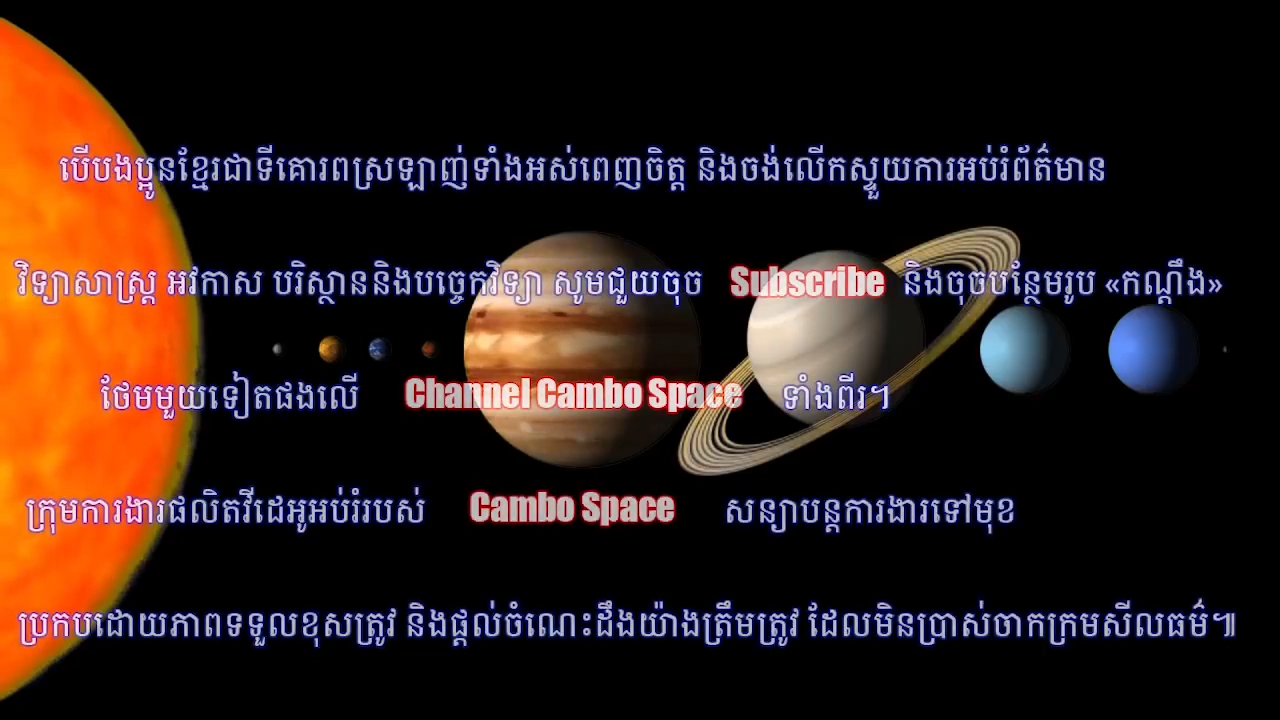 បើបងប្អូនខ្មែរជាទីគោរពស្រឡាញ់ទាំងអស់ពេញចិត្ត និងចង់លើកស្ទួយការអប់រំព័ត៌មាន
វិទ្យាសាស្ត្រ អវកាស បរិស្ថាននិងបច្ចេកវិទ្យា សូមជួយចុច Subscribe និងចុចបន្ថែមរូប «កណ្ដឹង»
ថែមមួយទៀតផងលើ Channel Cambo Space ទាំងពីរ។
ក្រុមការងារផលិតវីដេអូអប់រំរបស់ Cambo Space សន្យាបន្តការងារទៅមុខ
ប្រកបដោយភាពទទួលខុសត្រូវ និងផ្ដល់ចំណេះដឹងយ៉ាងត្រឹមត្រូវ ដែលមិនប្រាស់ចាកក្រមសីលធម៌៕